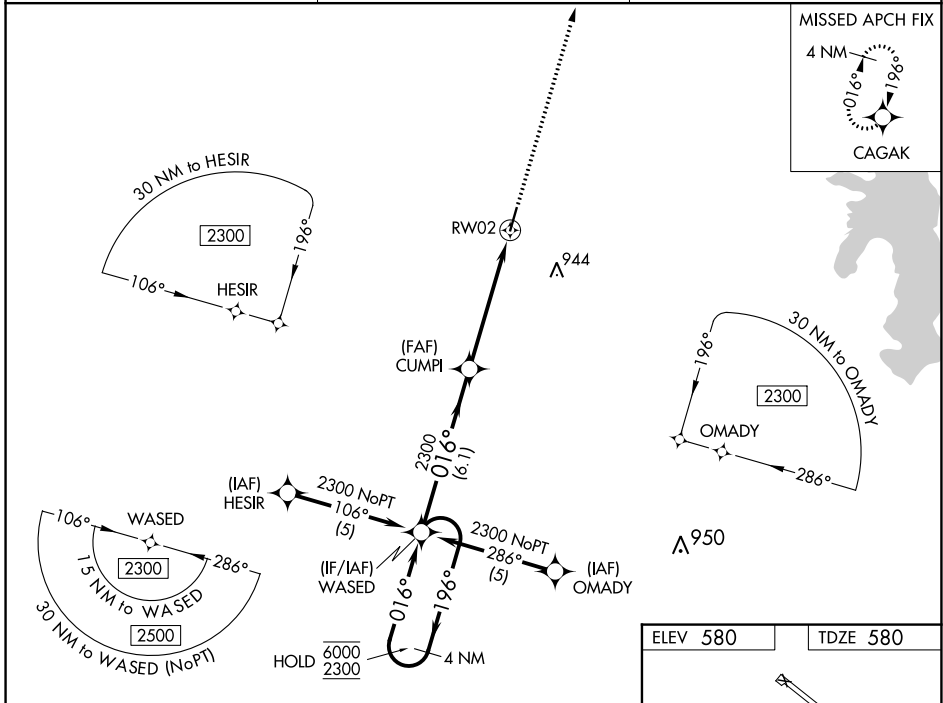 MISSED APCH FIX
4 NM
016°
196°
CAGAK
30 NM to HESIR
2300
196°
106°
HESIR
RW02
944
(FAF)
CUMPI
30 NM to OMADY
196°
2300
OMADY
286°
2300
016°
(6.1)
(IAF)
HESIR
2300 NoPT
106°
(5)
2300 NoPT
286°
(5)
(IAF)
OMADY
950
106°
WASED
286°
2300
15 NM to WASED
2500
30 NM to WASED (NoPT)
(IF/IAF)
WASED
016°
196°
HOLD 6000
2300
4 NM
ELEV 580
TDZE 580